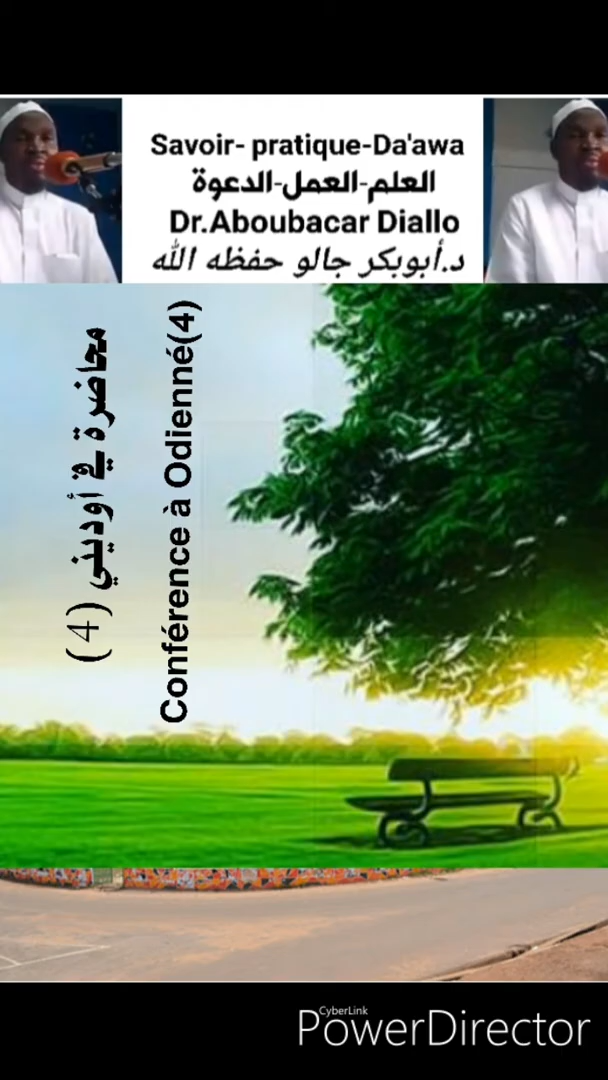 Savoir- pratique-Da'awa
العلم-العمل-الدعوة
Dr.Aboubacar Diallo
د.أبوبكر جالو حفظه الله
محاضرة في أوديني (4)
Conférence à Odienné(4)
CyberLink
PowerDirector